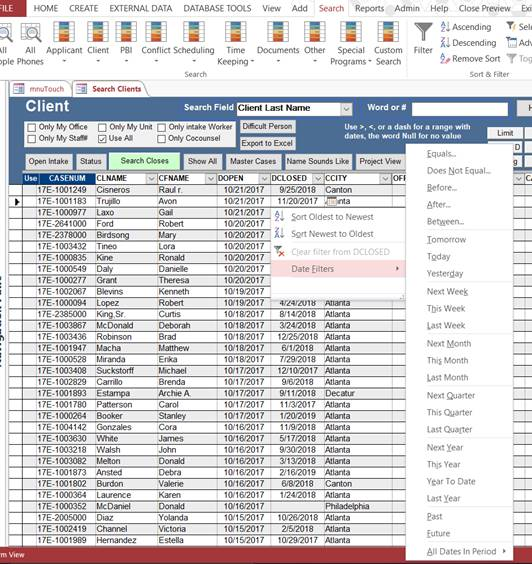 FILE HOME CREATE EXTERNAL DATA DATABASE TOOLS View Add Search Reports Admin Help Close Preview
All People All Phones Applicant Client PBI Conflict Scheduling Time Keeping Documents Other Special Programs Custom Search Filter
Ascending
Descending
Remove Sort
Search Sort & Filter
mnuTouch Search Clients
Client Search Field Client Last Name Word or #
Only My Office Only My Unit Only intake Worker Difficult Person
Only My Staff# Use All Only Cocounsel Export to Excel
Use >, <, or a dash for a range with
dates, the word Null for no value
Limit
Open Intake Status Search Closes Show All Master Cases Name Sounds Like Project View
Use CASENUM CLNAME CFNAME DOPEN DCLOSED CCITY
17E-1001249 Cisneros Raul r. 10/21/2017 9/25/2018 Canton
17E-1001183 Trujillo Avon 10/21/2017 11/20/2017
17E-1000977 Laxo Gail 10/21/2017
17E-2641000 Ford Robert 10/20/2017
17E-2378000 Birdsong Mary 10/20/2017
17E-1003432 Tineo Lora 10/20/2017
17E-1000835 Kine Ronald 10/20/2017
17E-1000549 Daly Danielle 10/20/2017
17E-1000277 Grant Theresa 10/20/2017
17E-1002067 Blevins Kenneth 10/19/2017
17E-1000094 Lopez Robert 10/19/2017 4/24/2018 Atlanta
17E-2385000 King,Sr. Curtis 10/18/2017 8/14/2018 Atlanta
17E-1003867 McDonald Deborah 10/18/2017 3/24/2018 Atlanta
17E-1003436 Robinson Brad 10/18/2017 12/25/2018 Atlanta
17E-1001947 Macha Matthew 10/18/2017 6/1/2018 Atlanta
17E-1000528 Miranda Erika 10/18/2017 7/29/2018 Atlanta
17E-1003408 Suckstorff Michael 10/17/2017 12/10/2017 Atlanta
17E-1002829 Carrillo Brenda 10/17/2017 9/6/2018 Atlanta
17E-1001893 Estampa Archie A. 10/17/2017 9/11/2018 Decatur
17E-1001780 Patterson Carol 10/17/2017 11/3/2017 Atlanta
17E-1000264 Booker Stanley 10/17/2017 1/20/2019 Atlanta
17E-1004142 Gonzales Cora 10/16/2017 11/9/2017 Atlanta
17E-1003630 White James 10/16/2017 5/17/2018 Atlanta
17E-1003218 Walsh John 10/16/2017 9/30/2018 Atlanta
17E-1003082 Melton Donald 10/16/2017 3/13/2018 Atlanta
17E-1001873 Ansted Debra 10/16/2017 2/16/2019 Atlanta
17E-1001802 Burdon Valerie 10/16/2017 6/8/2018 Canton
17E-1000364 Laurence Karen 10/16/2017 1/24/2018 Atlanta
17E-1000352 McDaniel Donald 10/16/2017 Philadelphia
17E-2005000 Diaz Yolanda 10/15/2017 10/26/2018 Atlanta
17E-1002419 Channel Victoria 10/15/2017 2/5/2018 Atlanta
17E-1001989 Hernandez Estella 10/15/2017 10/29/2017 Atlanta
Sort Oldest to Newest
Sort Newest to Oldest
Clear filter from DCLOSED
Date Filters
Equals...
Does Not Equal...
Before...
After...
Between...
Tomorrow
Today
Yesterday
Next Week
This Week
Last Week
Next Month
This Month
Last Month
Next Quarter
This Quarter
Last Quarter
Next Year
This Year
Year To Date
Last Year
Past
Future
All Dates In Period